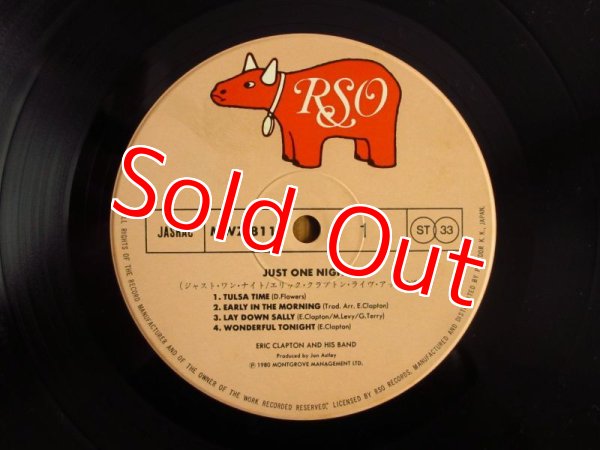 RSO
Sold Out
JASRAC
811
1
ST 33
JUST ONE
(ジャスト・ワン・ナイト/エリック・クラプトン・ライヴ・
1. TULSA TIME (D.Flowers)
2. EARLY IN THE MORNING (Trad. Arr. E.Clapton)
3. LAY DOWN SALLY (E.Clapton/M.Levy/G.Terry)
4. WONDERFUL TONIGHT (E.Clapton)
ERIC CLAPTON AND HIS BAND
Produced by Jon Astley
Ⓟ 1980 MONTGROVE MANAGEMENT LTD.
ALL RIGHTS OF THE RECORD MANUFACTURER AND OF THE OWNER OF THE WORK RECORDED RESERVED," LICENSED BY RSO RECORDS, MANUFACTURED AND DISTRIBUTED BY K. K., JAPAN.